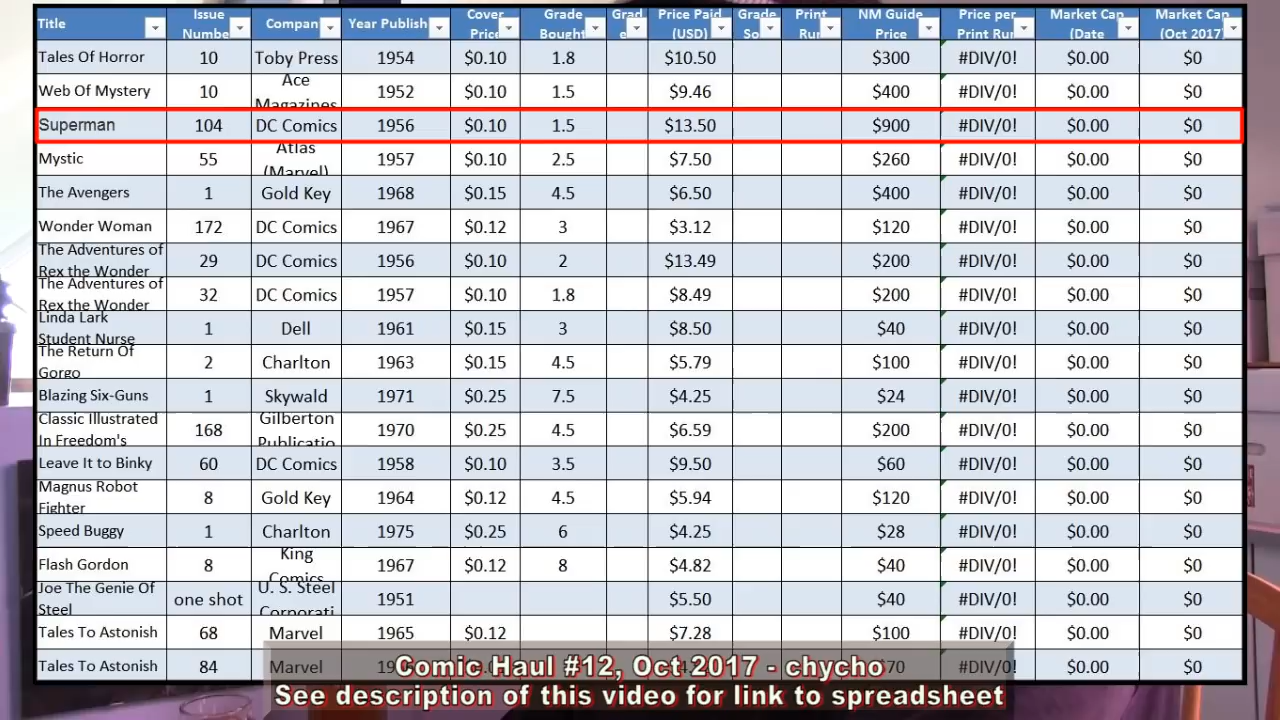 Title Issue Numbe Company Year Publish Cover Price Grade Bought Grad e Price Paid (USD) Grade So Print Run NM Guide Price Price per Print Run Market Cap (Date Market Cap (Oct 2017)
Tales Of Horror 10 Toby Press 1954 $0.10 1.8 $10.50 $300 #DIV/0! $0.00 $0
Web Of Mystery 10 Ace Magazines 1952 $0.10 1.5 $9.46 $400 #DIV/0! $0.00 $0
Superman 104 DC Comics 1956 $0.10 1.5 $13.50 $900 #DIV/0! $0.00 $0
Mystic 55 Atlas (Marvel) 1957 $0.10 2.5 $7.50 $260 #DIV/0! $0.00 $0
The Avengers 1 Gold Key 1968 $0.15 4.5 $6.50 $400 #DIV/0! $0.00 $0
Wonder Woman 172 DC Comics 1967 $0.12 3 $3.12 $120 #DIV/0! $0.00 $0
The Adventures of Rex the Wonder 29 DC Comics 1956 $0.10 2 $13.49 $200 #DIV/0! $0.00 $0
The Adventures of Rex the Wonder 32 DC Comics 1957 $0.10 1.8 $8.49 $200 #DIV/0! $0.00 $0
Linda Lark Student Nurse 1 Dell 1961 $0.15 3 $8.50 $40 #DIV/0! $0.00 $0
The Return Of Gorgo 2 Charlton 1963 $0.15 4.5 $5.79 $100 #DIV/0! $0.00 $0
Blazing Six-Guns 1 Skywald 1971 $0.25 7.5 $4.25 $24 #DIV/0! $0.00 $0
Classic Illustrated In Freedom's 168 Gilberton Publicatio 1970 $0.25 4.5 $6.59 $200 #DIV/0! $0.00 $0
Leave It to Binky 60 DC Comics 1958 $0.10 3.5 $9.50 $60 #DIV/0! $0.00 $0
Magnus Robot Fighter 8 Gold Key 1964 $0.12 4.5 $5.94 $120 #DIV/0! $0.00 $0
Speed Buggy 1 Charlton 1975 $0.25 6 $4.25 $28 #DIV/0! $0.00 $0
Flash Gordon 8 King Comics 1967 $0.12 8 $4.82 $40 #DIV/0! $0.00 $0
Joe The Genie Of Steel one shot U. S. Steel Corporati 1951 $5.50 $40 #DIV/0! $0.00 $0
Tales To Astonish 68 Marvel 1965 $0.12 $7.28 $100 #DIV/0! $0.00 $0
Tales To Astonish 84 Marvel #DIV/0! $0.00 $0
Comic Haul #12, Oct 2017 - chycho
See description of this video for link to spreadsheet